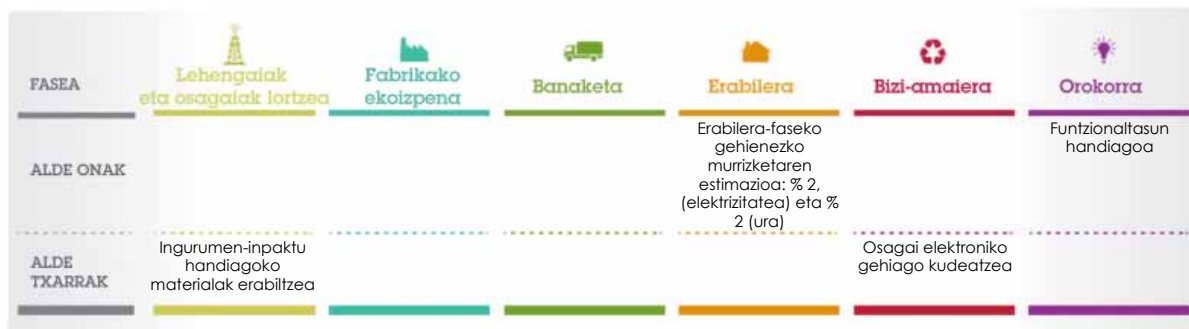 FASEA
Lehengaiak
eta osagaiak lortzea
Fabrikako
ekoizpena
Banaketa
Erabilera
Bizi-amaiera
Orokorra
ALDE ONAK
Erabilera-faseko
gehienezko
murrizketaren
estimazioa: % 2,
(elektrizitatea) eta %
2 (ura)
Funtzionaltasun
handiagoa
ALDE
TXARRAK
Ingurumen-inpaktu
handiagoko
materialak erabiltzea
Osagai elektroniko
gehiago kudeatzea